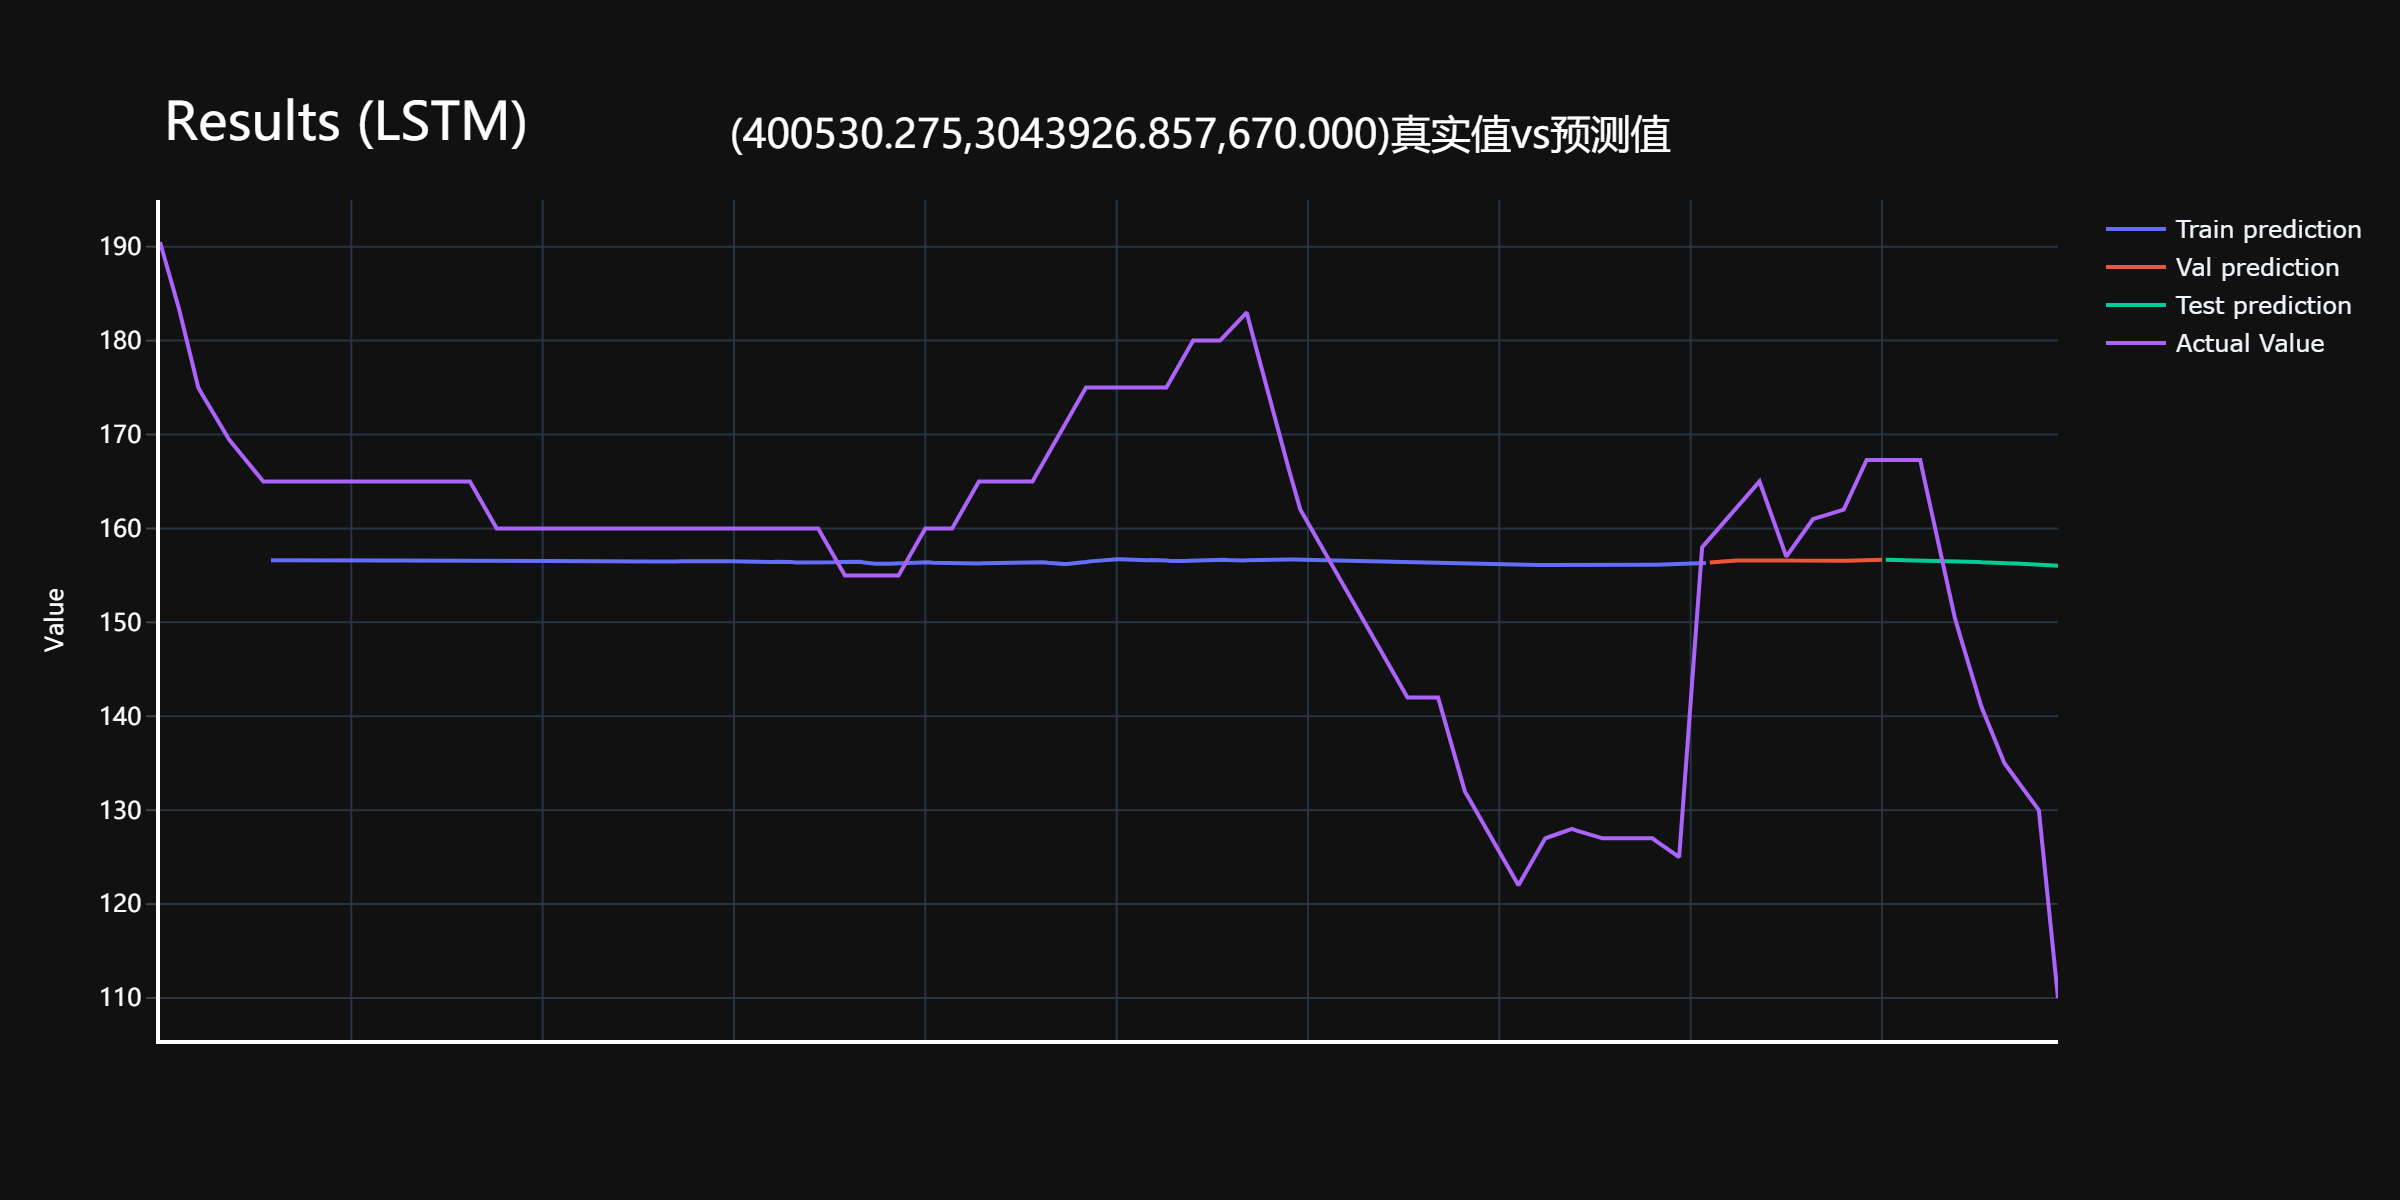 Results (LSTM)
(400530.275,3043926.857,670.000)真实值vs预测值
Train prediction
Val prediction
Test prediction
Actual Value
Value
190
180
170
160
150
140
130
120
110